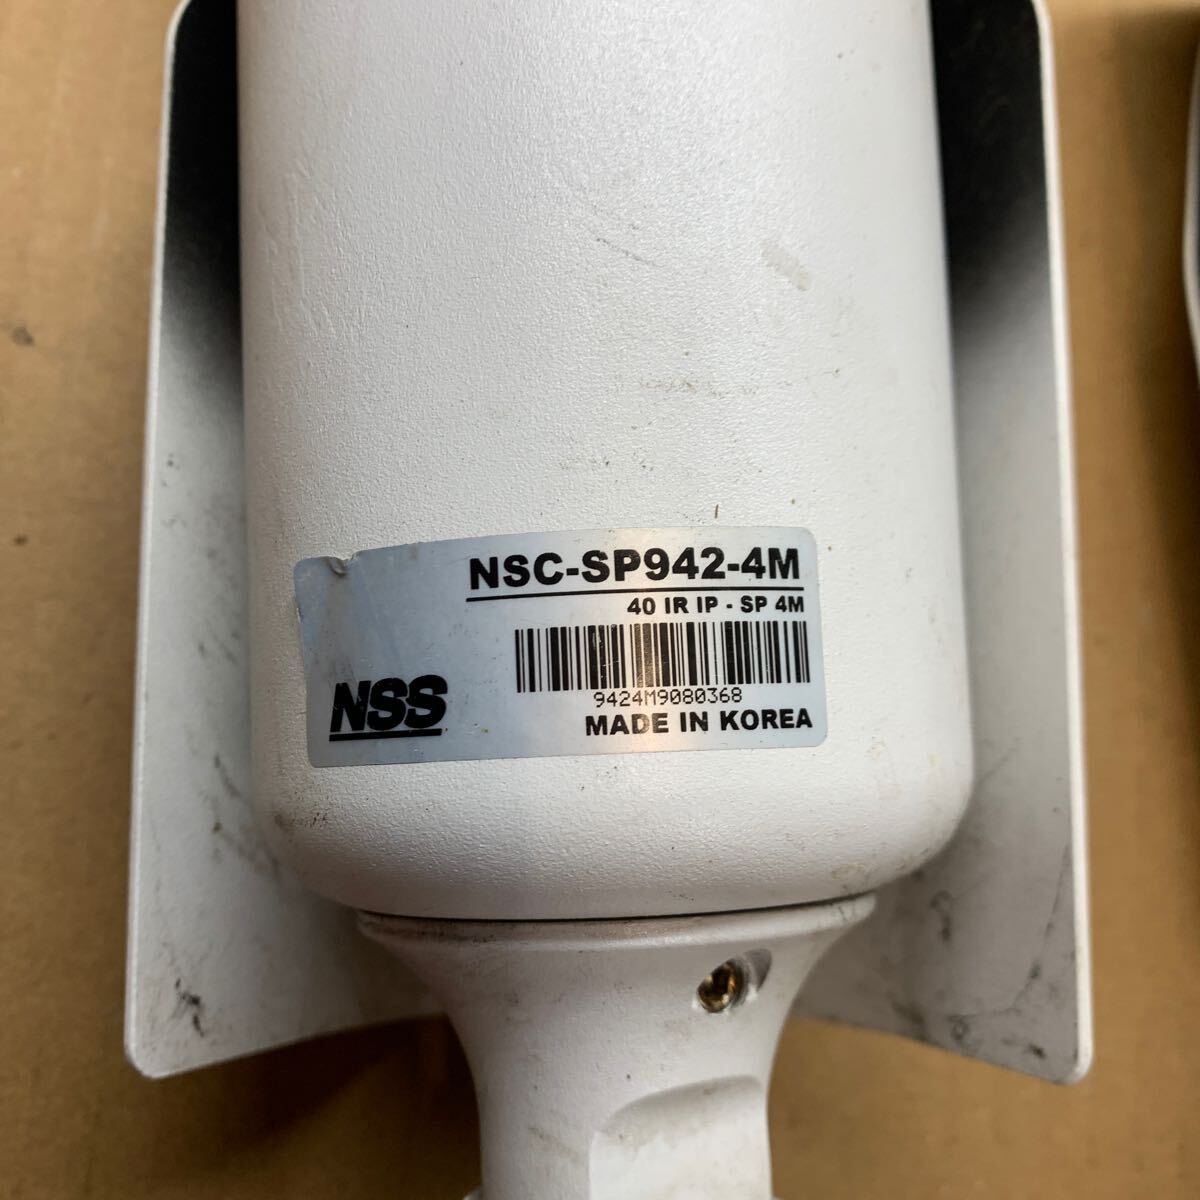 NSC-SP942-4M
40 IR IP - SP 4M
9424M9080368
NSS
MADE IN KOREA